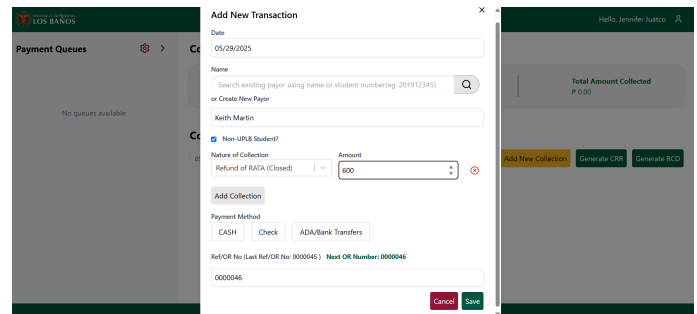 University of the Philippines
LOS BAÑOS
Hello, Jennifer Juatco
Payment Queues
No queues available
Co
Co
05
Total Amount Collected
₱ 0.00
Add New Collection
Generate CRR
Generate RCD
Add New Transaction
Date
05/29/2025
Name
Search existing payor using name or student number(eg. 201912345)
or Create New Payor
Keith Martin
Non-UPLB Student?
Nature of Collection
Amount
Refund of RATA (Closed)
600
Add Collection
Payment Method
CASH
Check
ADA/Bank Transfers
Ref/OR No (Last Ref/OR No: 0000045 ) Next OR Number: 0000046
0000046
Cancel
Save